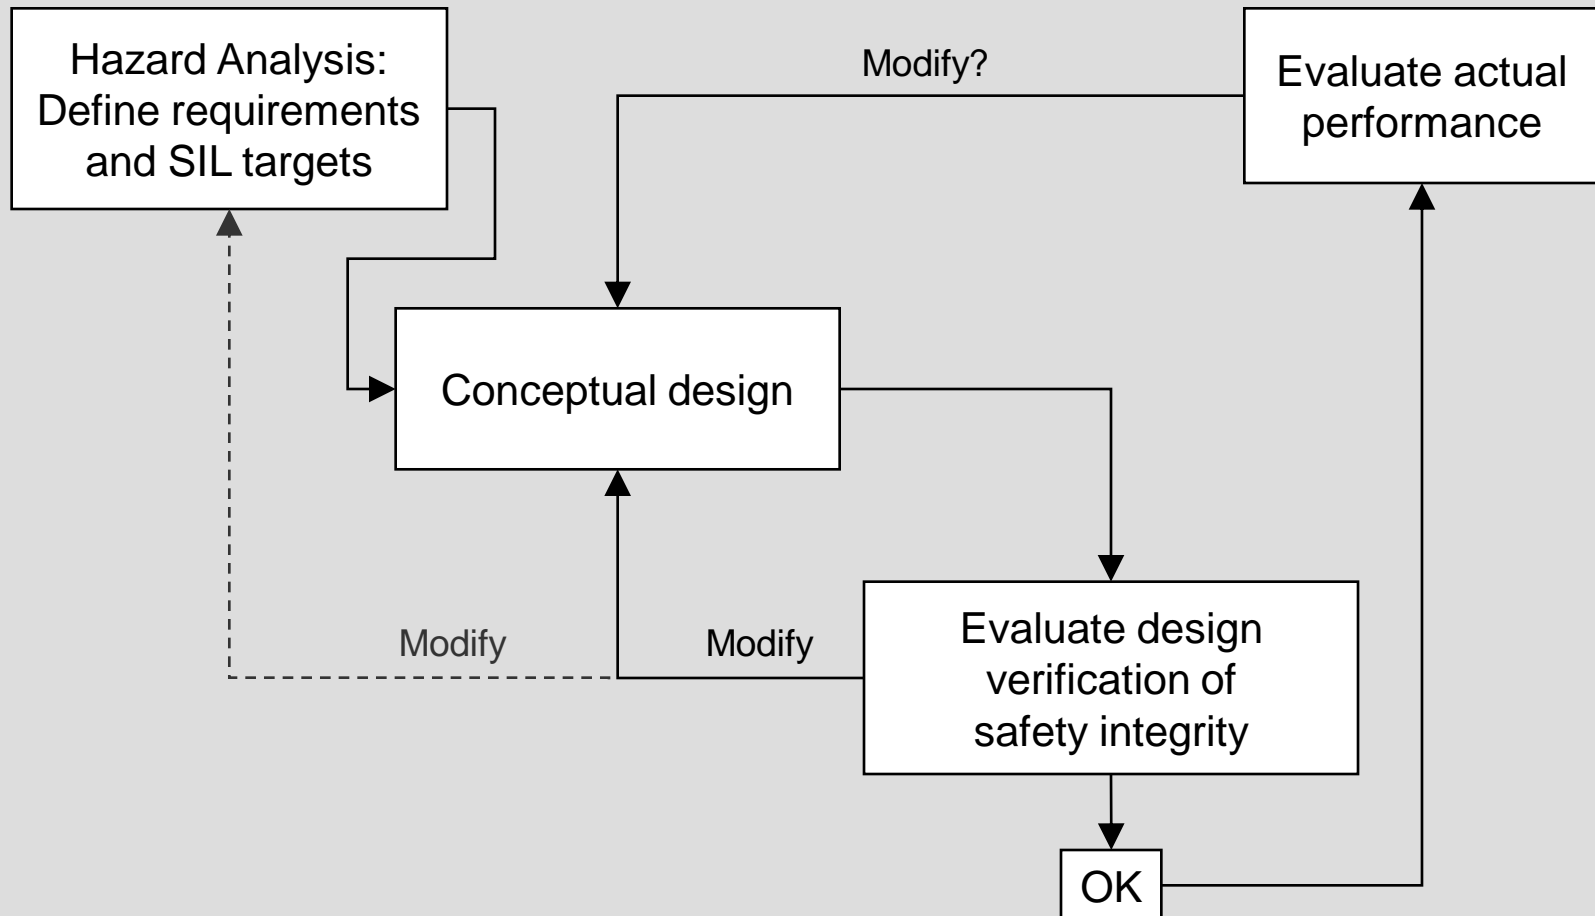 Hazard Analysis:
Define requirements
and SIL targets
Modify?
Evaluate actual
performance
Conceptual design
Modify
Modify
Evaluate design
verification of
safety integrity
OK